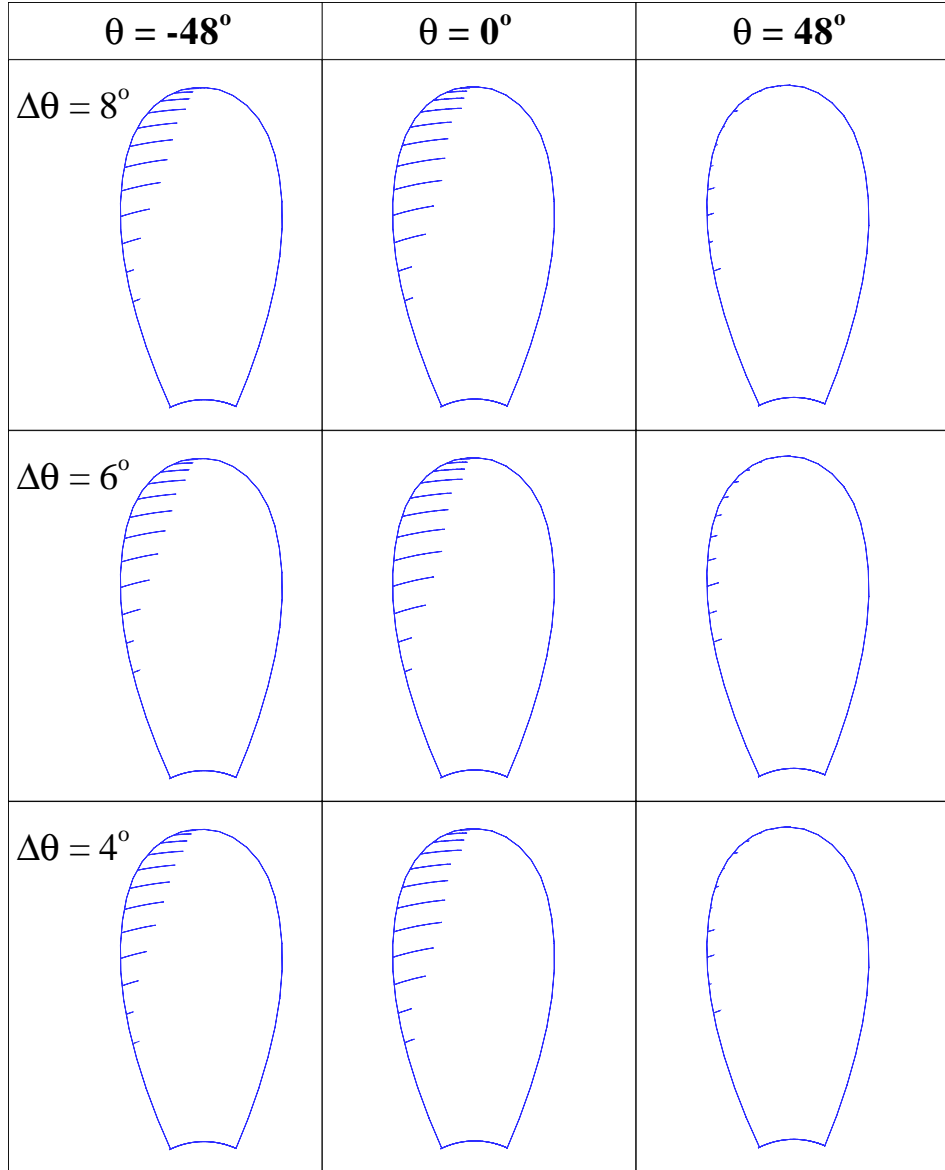 θ = -48° θ = 0° θ = 48°
Δθ = 8°
Δθ = 6°
Δθ = 4°